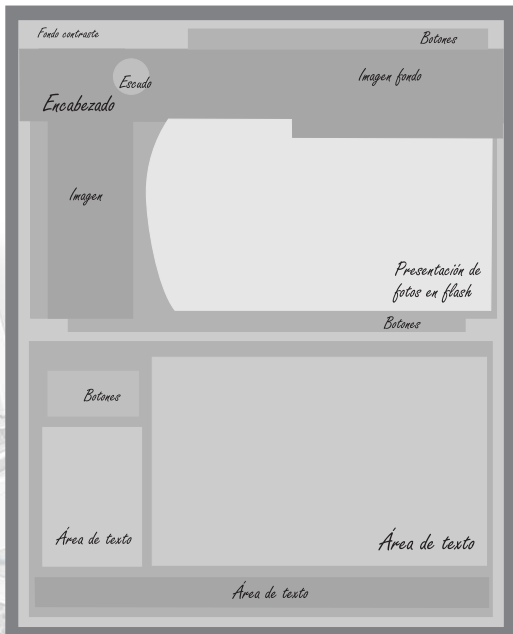 Fondo contraste
Botones
Imagen fondo
Escudo
Encabezado
Imagen
Presentación de
fotos en flash
Botones
Botones
Área de texto
Área de texto
Área de texto